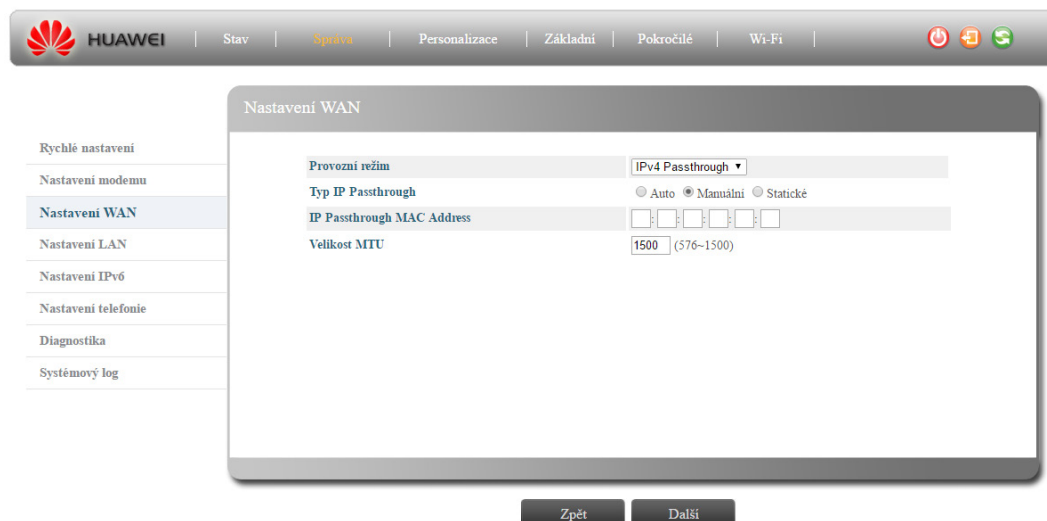 HUAWEI | Stav | Správa | Personalizace | Základní | Pokročilé | Wi-Fi |
Nastavení WAN
Rychlé nastavení
Nastavení modemu
Nastavení WAN
Nastavení LAN
Nastavení IPv6
Nastavení telefonie
Diagnostika
Systémový log
Provozní režim IPv4 Passthrough ▼
Typ IP Passthrough Auto Manuální Statické
IP Passthrough MAC Address : : : : :
Velikost MTU 1500 (576~1500)
Zpět Další